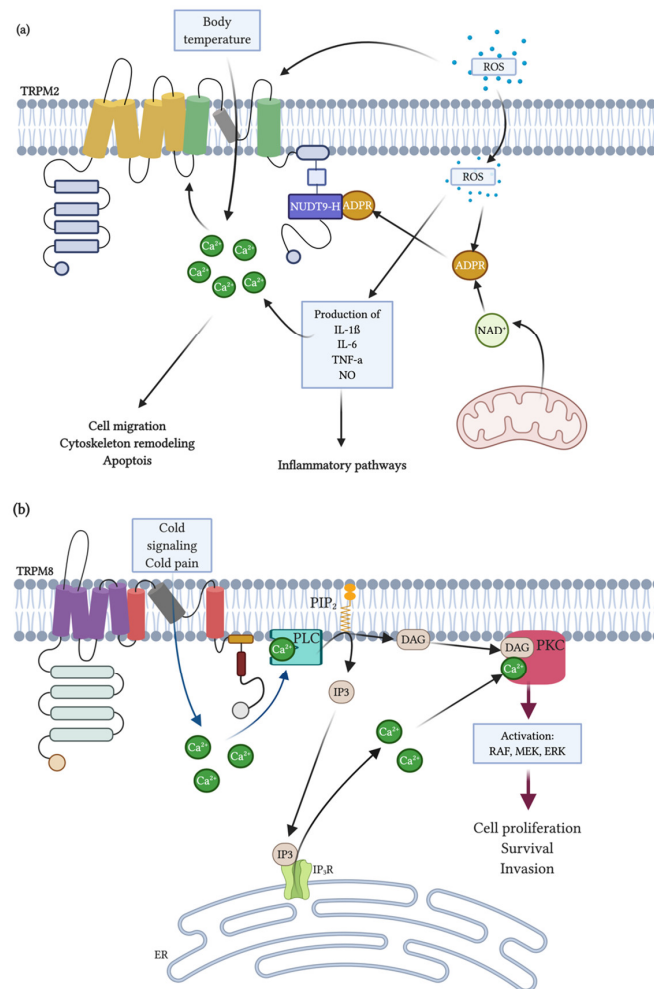 (a)
Body
temperature
ROS
TRPM2
ROS
NUDT9-H
ADPR
ADPR
Ca²⁺
Ca²⁺
Ca²⁺
Ca²⁺
Ca²⁺
NAD⁺
Production of
IL-1ß
IL-6
TNF-a
NO
Cell migration
Cytoskeleton remodeling
Apoptois
Inflammatory pathways
(b)
Cold
signaling
Cold pain
TRPM8
PIP₂
PLC
Ca²⁺
DAG
DAG
PKC
Ca²⁺
IP3
Ca²⁺
Ca²⁺
Ca²⁺
Ca²⁺
Ca²⁺
Activation:
RAF, MEK, ERK
Cell proliferation
Survival
Invasion
IP3
IP₃R
ER